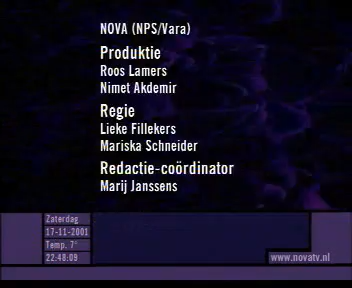 NOVA (NPS/Vara)
Produktie
Roos Lamers
Nimet Akdemir
Regie
Lieke Fillekers
Mariska Schneider
Redactie-coördinator
Marij Janssens
Zaterdag
17-11-2001
Temp. 7°
22:48:09
www.novatv.nl